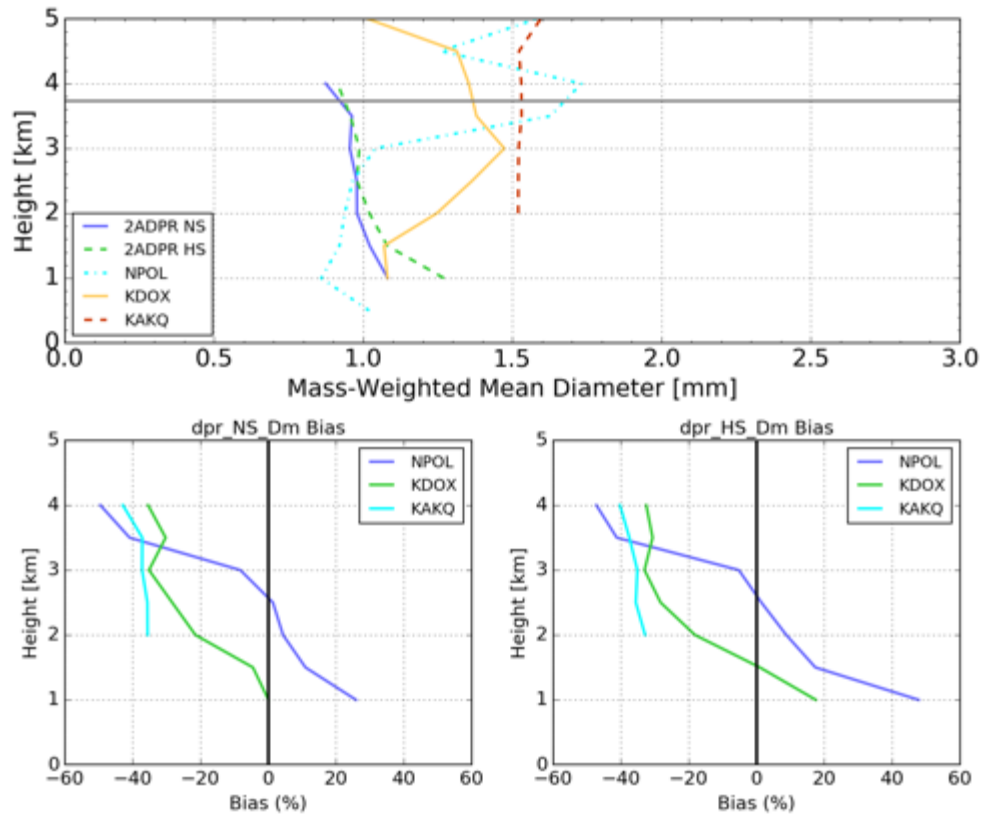 5
4
3
2
1
0
Height [km]
2ADPR NS
2ADPR HS
NPOL
KDOX
KAKQ
0.0 0.5 1.0 1.5 2.0 2.5 3.0
Mass-Weighted Mean Diameter [mm]
dpr_NS_Dm Bias
5
4
3
2
1
0
Height [km]
NPOL
KDOX
KAKQ
−60 −40 −20 0 20 40 60
Bias (%)
dpr_HS_Dm Bias
5
4
3
2
1
0
Height [km]
NPOL
KDOX
KAKQ
−60 −40 −20 0 20 40 60
Bias (%)